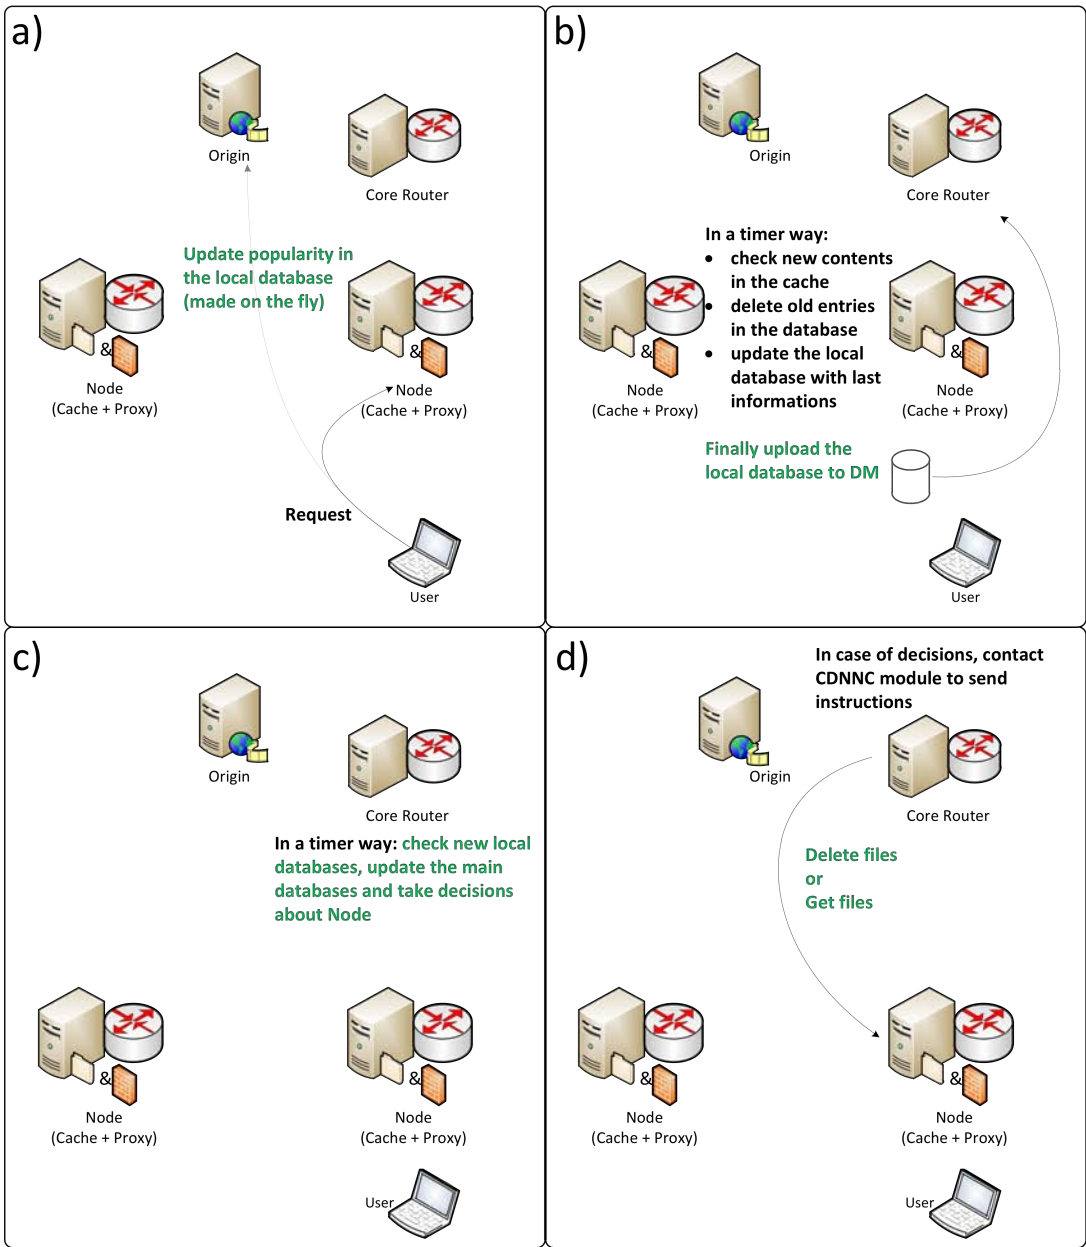 a)
Origin
Core Router
Update popularity in
the local database
(made on the fly)
&
Node
(Cache + Proxy)
&
Node
(Cache + Proxy)
Request
User
b)
Origin
Core Router
In a timer way:
• check new contents
in the cache
• delete old entries
in the database
• update the local
database with last
informations
&
Node
(Cache + Proxy)
&
Node
(Cache + Proxy)
Finally upload the
local database to DM
User
c)
Origin
Core Router
In a timer way: check new local
databases, update the main
databases and take decisions
about Node
&
Node
(Cache + Proxy)
&
Node
(Cache + Proxy)
User
d)
In case of decisions, contact
CDNNC module to send
instructions
Origin
Core Router
Delete files
or
Get files
&
Node
(Cache + Proxy)
&
Node
(Cache + Proxy)
User